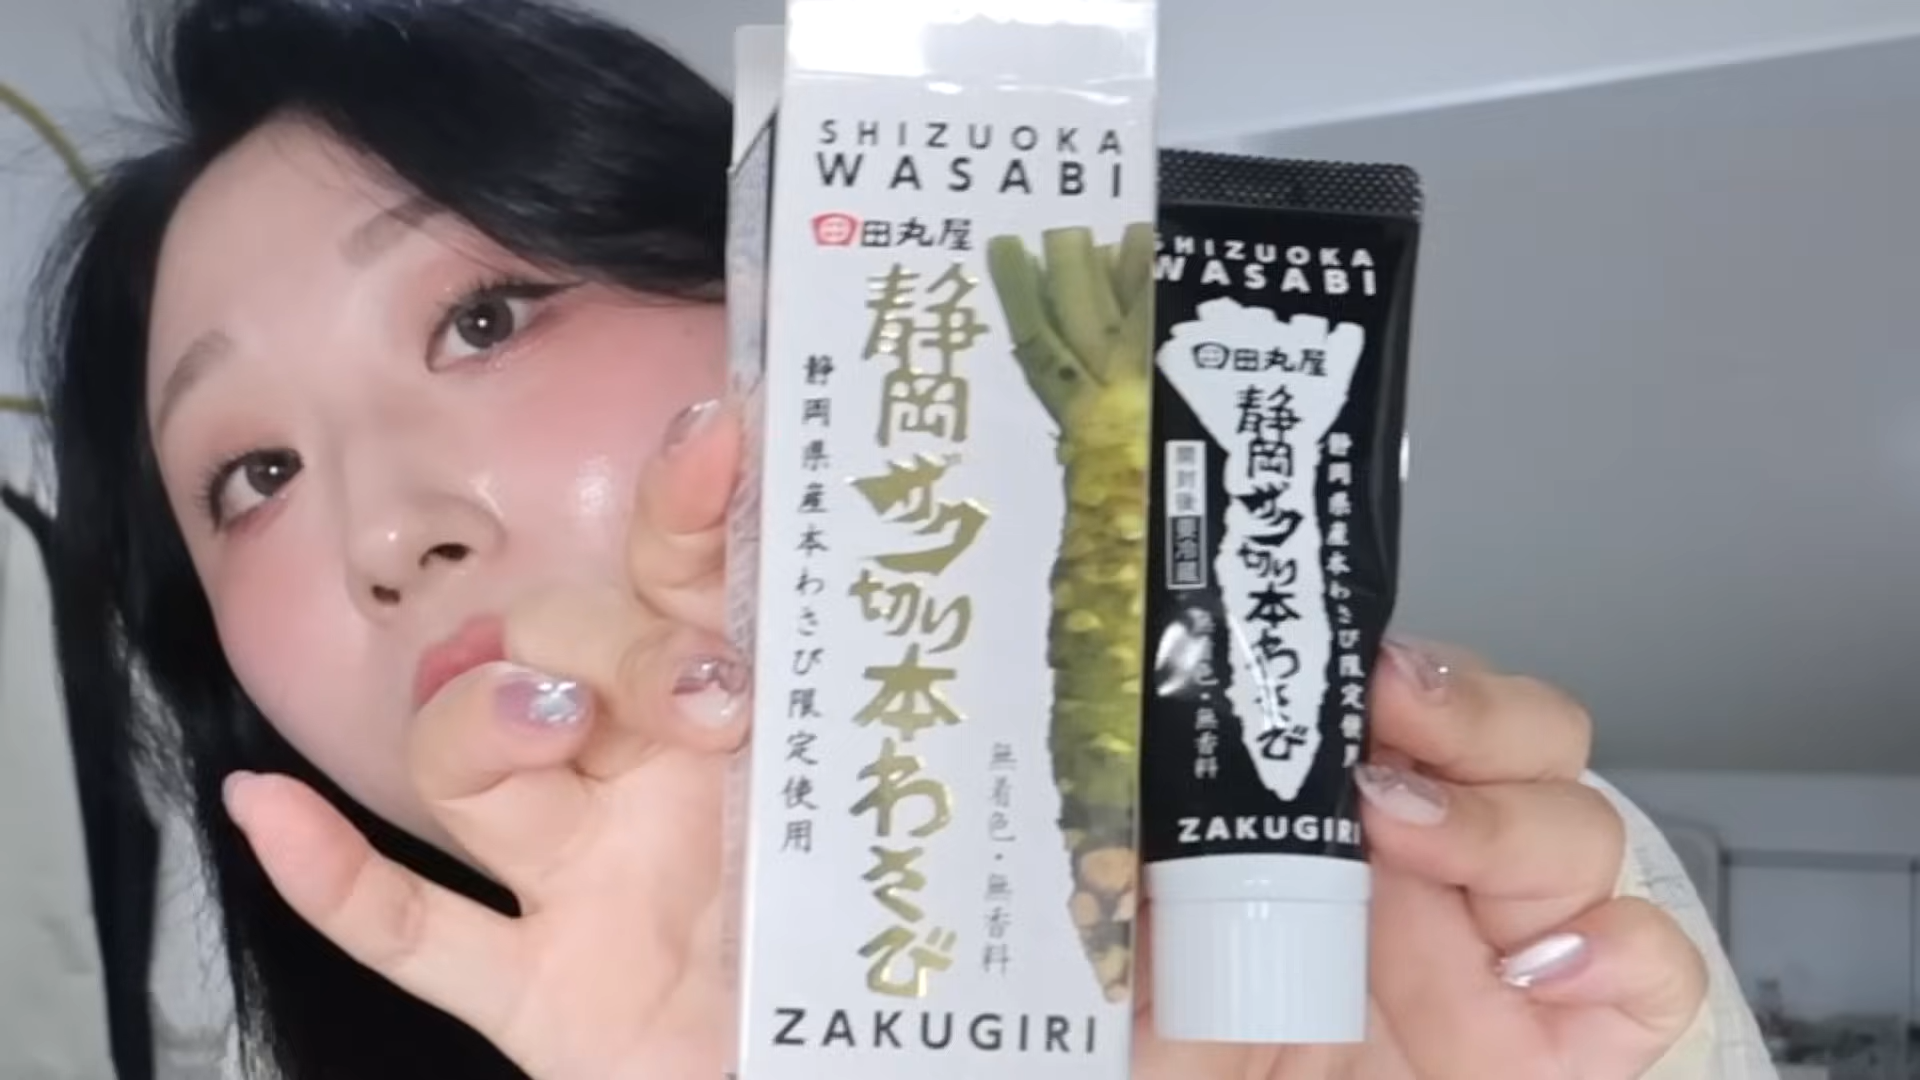 SHIZUOKA
WASABI
田丸屋
静岡ザク切り本わさび
静岡県産本わさび限定使用
無着色・無香料
ZAKUGIRI
SHIZUOKA
WASABI
田丸屋
静岡ザク切り本わさび
静岡県産本わさび限定使用
開封後要冷蔵
無着色・無香料
ZAKUGIRI